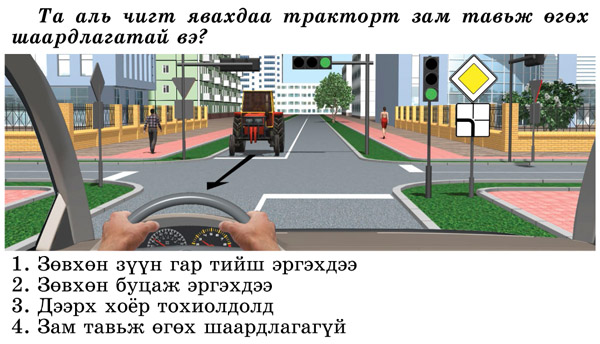 Та аль чигт явахдаа тракторт зам тавьж өгөх
шаардлагатай вэ?
1. Зөвхөн зүүн гар тийш эргэхдээ
2. Зөвхөн буцаж эргэхдээ
3. Дээрх хоёр тохиолдолд
4. Зам тавьж өгөх шаардлагагүй